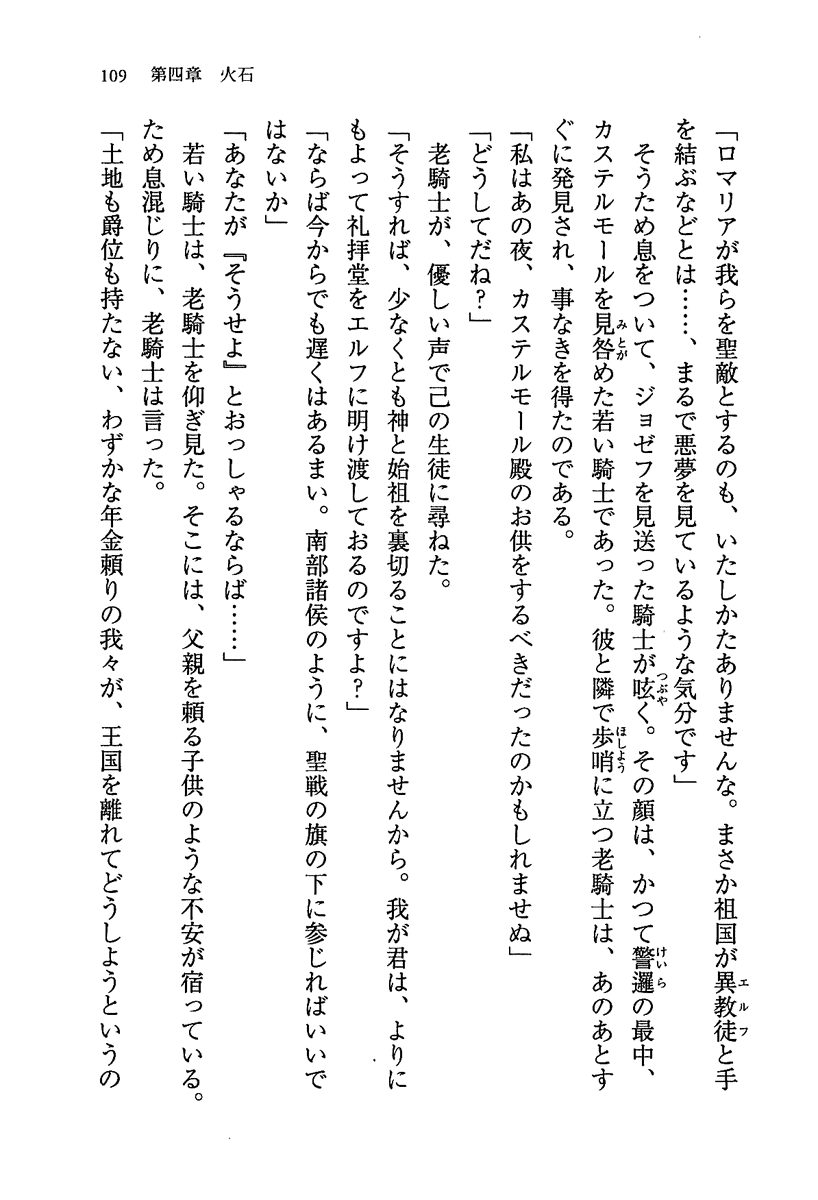 109　第四章　火石
「ロマリアが我らを聖敵とするのも、いたしかたありませんな。まさか祖国が異教徒と手
を結ぶなどとは……、まるで悪夢を見ているような気分です」
　そうため息をついて、ジョゼフを見送った騎士が呟く。その顔は、かつて警邏の最中、
カステルモールを見咎めた若い騎士であった。彼と隣で歩哨に立つ老騎士は、あのあとす
ぐに発見され、事なきを得たのである。
「私はあの夜、カステルモール殿のお供をするべきだったのかもしれませぬ」
「どうしてだね？」
　老騎士が、優しい声で己の生徒に尋ねた。
「そうすれば、少なくとも神と始祖を裏切ることにはなりませんから。我が君は、よりに
もよって礼拝堂をエルフに明け渡しておるのですよ？」
「ならば今からでも遅くはあるまい。南部諸侯のように、聖戦の旗の下に参じればいいで
はないか」
「あなたが『そうせよ』とおっしゃるならば……」
　若い騎士は、老騎士を仰ぎ見た。そこには、父親を頼る子供のような不安が宿っている。
ため息混じりに、老騎士は言った。
「土地も爵位も持たない、わずかな年金頼りの我々が、王国を離れてどうしようというの